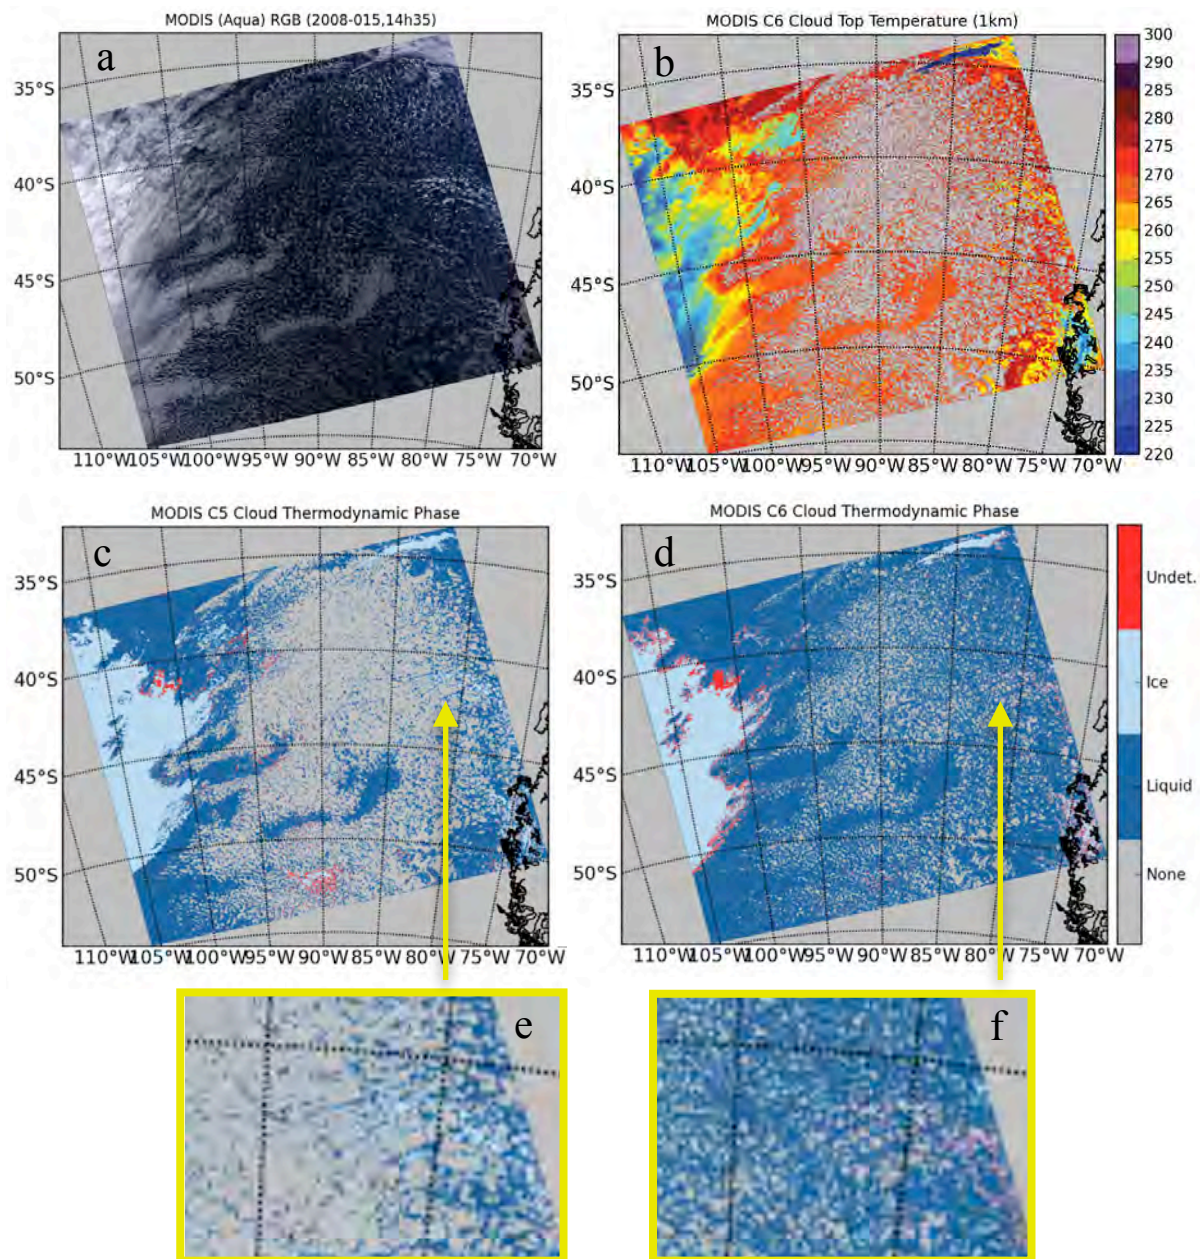 MODIS (Aqua) RGB (2008-015,14h35)
a
35°S
40°S
45°S
50°S
110°W105°W100°W95°W 90°W 85°W 80°W 75°W 70°W
MODIS C6 Cloud Top Temperature (1km)
b
35°S
40°S
45°S
50°S
110°W105°W100°W95°W 90°W 85°W 80°W 75°W 70°W
300
290
285
280
275
270
265
260
255
250
245
240
235
230
220
MODIS C5 Cloud Thermodynamic Phase
c
35°S
40°S
45°S
50°S
110°W105°W100°W95°W 90°W 85°W 80°W 75°W 70°W
MODIS C6 Cloud Thermodynamic Phase
d
35°S
40°S
45°S
50°S
110°W105°W100°W95°W 90°W 85°W 80°W 75°W 70°W
Undet.
Ice
Liquid
None
e
f